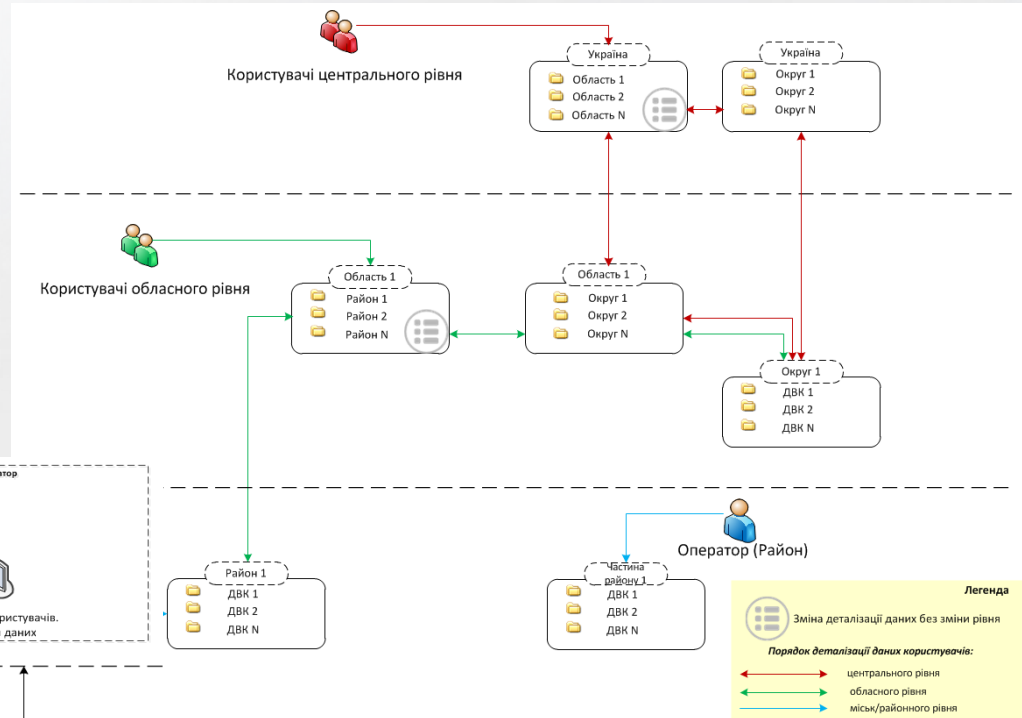 Користувачі центрального рівня
Україна
Область 1
Область 2
Область N
Україна
Округ 1
Округ 2
Округ N
Користувачі обласного рівня
Область 1
Район 1
Район 2
Район N
Область 1
Округ 1
Округ 2
Округ N
Округ 1
ДВК 1
ДВК 2
ДВК N
Оператор (Район)
Район 1
ДВК 1
ДВК 2
ДВК N
Частина
району 1
ДВК 1
ДВК 2
ДВК N
даних
Легенда
Зміна деталізації даних без зміни рівня
Порядок деталізації даних користувачів:
центрального рівня
обласного рівня
міськ/районного рівня